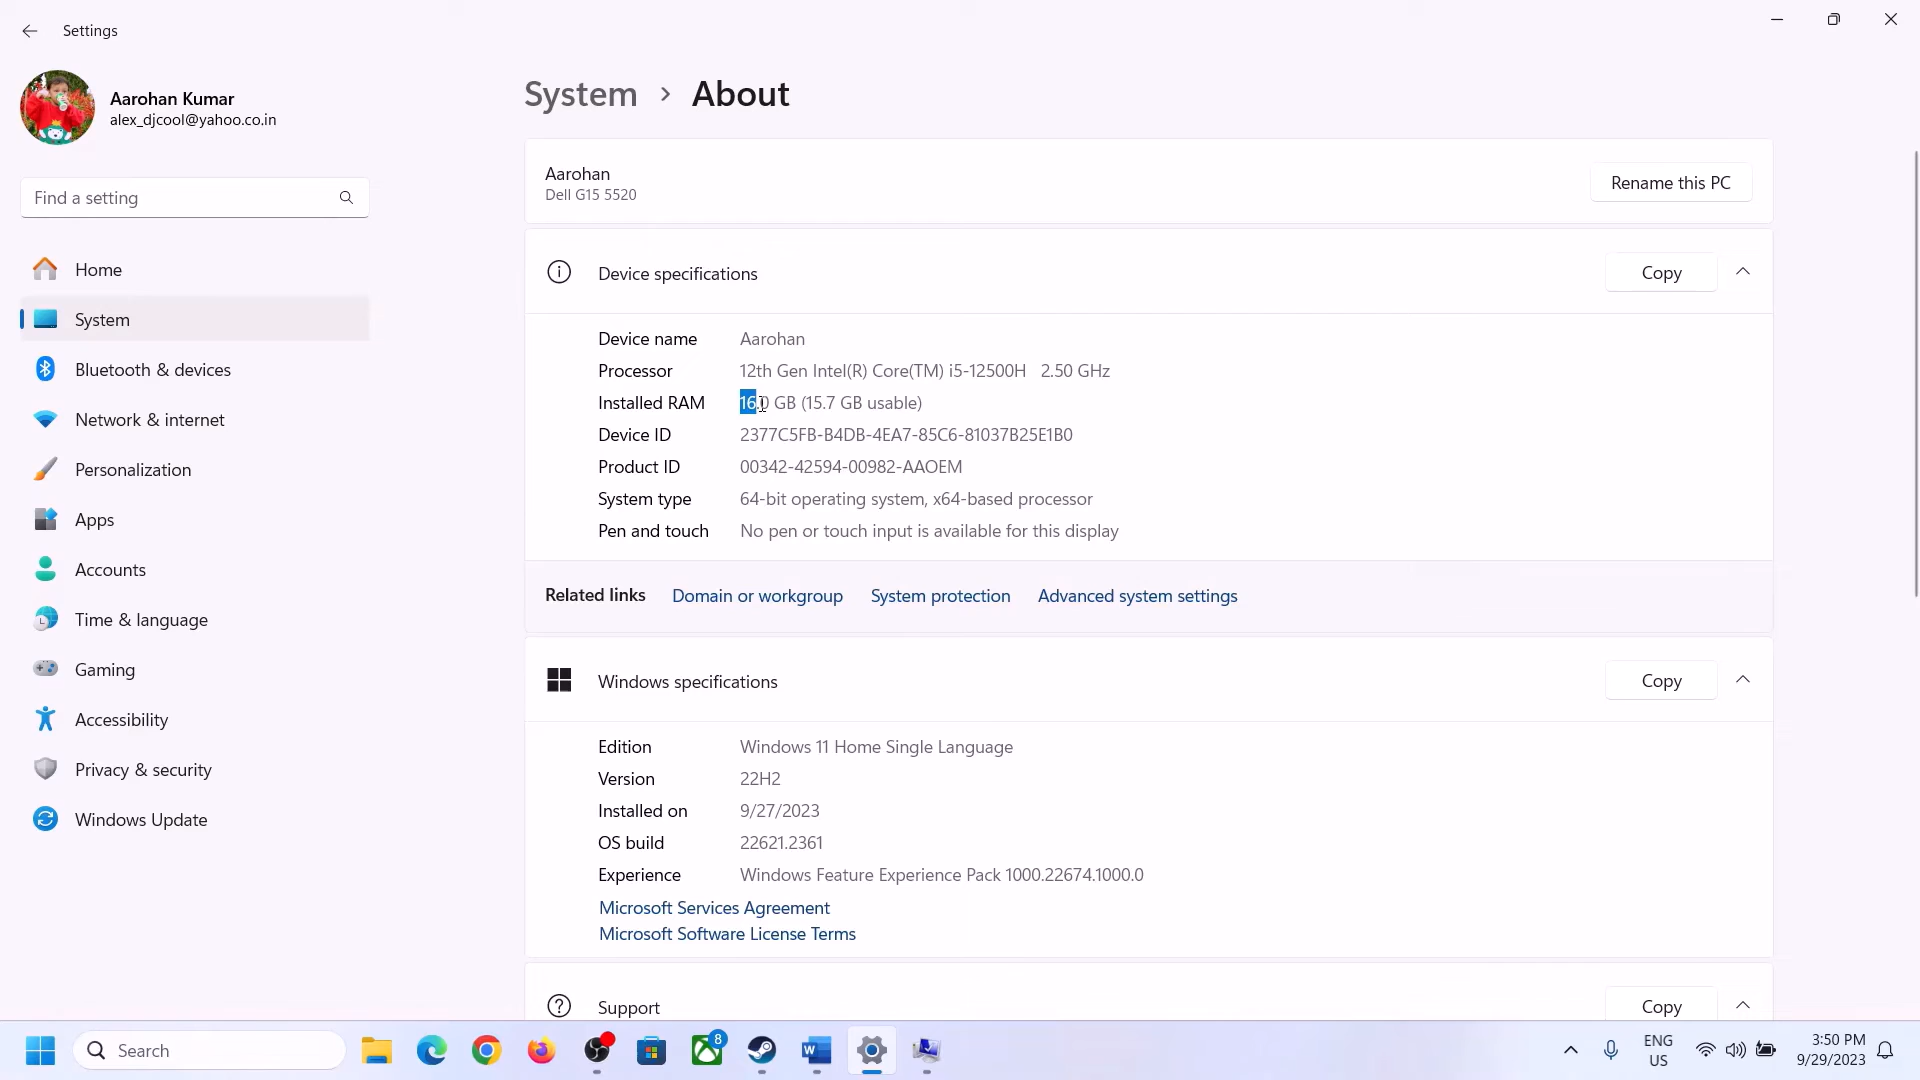 Settings
Aarohan Kumar
alex_djcool@yahoo.co.in
Find a setting
Home
System
Bluetooth & devices
Network & internet
Personalization
Apps
Accounts
Time & language
Gaming
Accessibility
Privacy & security
Windows Update
System > About
Aarohan
Dell G15 5520
Rename this PC
Device specifications
Copy
Device name Aarohan
Processor 12th Gen Intel(R) Core(TM) i5-12500H 2.50 GHz
Installed RAM 16.0 GB (15.7 GB usable)
Device ID 2377C5FB-B4DB-4EA7-85C6-81037B25E1B0
Product ID 00342-42594-00982-AAOEM
System type 64-bit operating system, x64-based processor
Pen and touch No pen or touch input is available for this display
Related links Domain or workgroup System protection Advanced system settings
Windows specifications
Copy
Edition Windows 11 Home Single Language
Version 22H2
Installed on 9/27/2023
OS build 22621.2361
Experience Windows Feature Experience Pack 1000.22674.1000.0
Microsoft Services Agreement
Microsoft Software License Terms
Support
Copy
Search
8
ENG
US
3:50 PM
9/29/2023